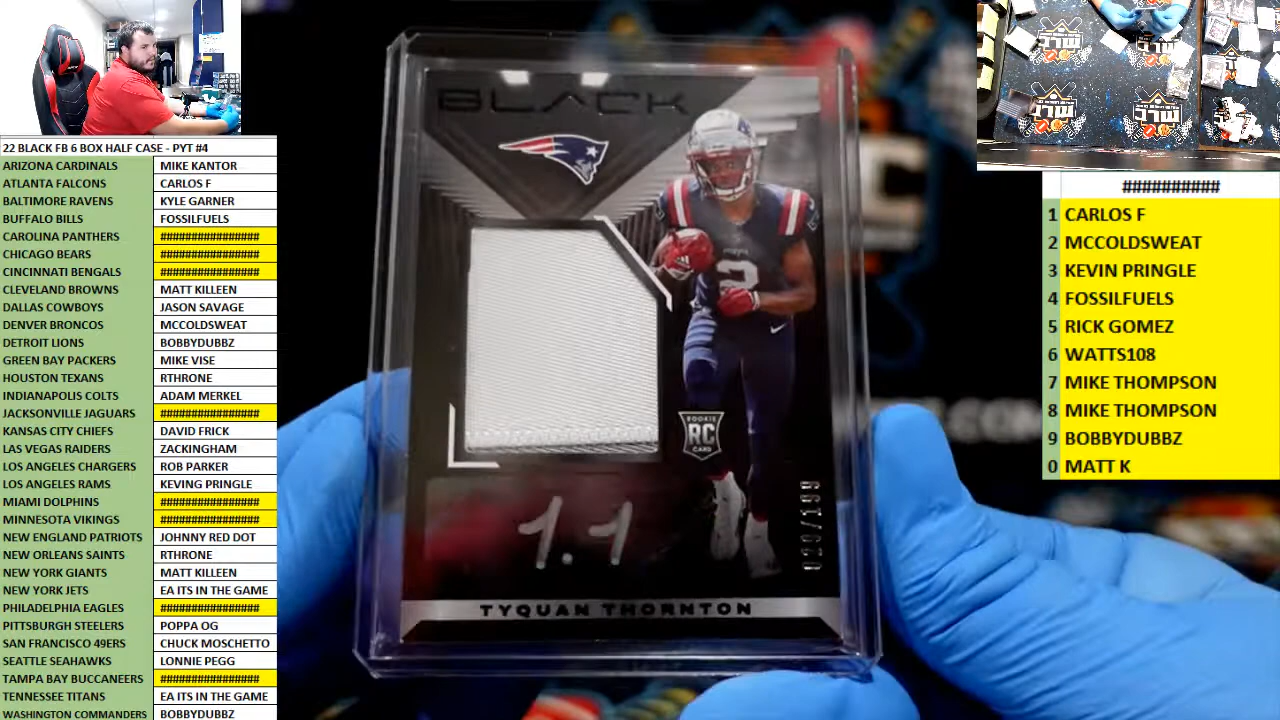 22 BLACK FB 6 BOX HALF CASE - PYT #4
ARIZONA CARDINALS MIKE KANTOR
ATLANTA FALCONS CARLOS F
BALTIMORE RAVENS KYLE GARNER
BUFFALO BILLS FOSSILFUELS
CAROLINA PANTHERS ################
CHICAGO BEARS ################
CINCINNATI BENGALS ################
CLEVELAND BROWNS MATT KILLEEN
DALLAS COWBOYS JASON SAVAGE
DENVER BRONCOS MCCOLDSWEAT
DETROIT LIONS BOBBYDUBBZ
GREEN BAY PACKERS MIKE VISE
HOUSTON TEXANS RTHRONE
INDIANAPOLIS COLTS ADAM MERKEL
JACKSONVILLE JAGUARS ################
KANSAS CITY CHIEFS DAVID FRICK
LAS VEGAS RAIDERS ZACKINGHAM
LOS ANGELES CHARGERS ROB PARKER
LOS ANGELES RAMS KEVING PRINGLE
MIAMI DOLPHINS ################
MINNESOTA VIKINGS ################
NEW ENGLAND PATRIOTS JOHNNY RED DOT
NEW ORLEANS SAINTS RTHRONE
NEW YORK GIANTS MATT KILLEEN
NEW YORK JETS EA ITS IN THE GAME
PHILADELPHIA EAGLES ################
PITTSBURGH STEELERS POPPA OG
SAN FRANCISCO 49ERS CHUCK MOSCHETTO
SEATTLE SEAHAWKS LONNIE PEGG
TAMPA BAY BUCCANEERS ################
TENNESSEE TITANS EA ITS IN THE GAME
WASHINGTON COMMANDERS BOBBYDUBBZ
BLACK
2
ROOKIE
RC
CARD
T.T
TYQUAN THORNTON
##########
1 CARLOS F
2 MCCOLDSWEAT
3 KEVIN PRINGLE
4 FOSSILFUELS
5 RICK GOMEZ
6 WATTS108
7 MIKE THOMPSON
8 MIKE THOMPSON
9 BOBBYDUBBZ
0 MATT K